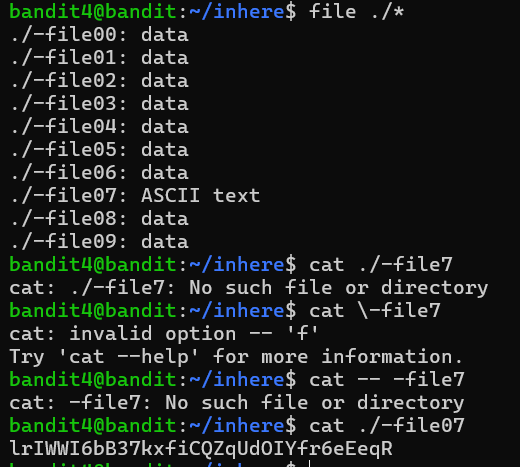 bandit4@bandit:~/inhere$ file ./*
./-file00: data
./-file01: data
./-file02: data
./-file03: data
./-file04: data
./-file05: data
./-file06: data
./-file07: ASCII text
./-file08: data
./-file09: data
bandit4@bandit:~/inhere$ cat ./-file7
cat: ./-file7: No such file or directory
bandit4@bandit:~/inhere$ cat \-file7
cat: invalid option -- 'f'
Try 'cat --help' for more information.
bandit4@bandit:~/inhere$ cat -- -file7
cat: -file7: No such file or directory
bandit4@bandit:~/inhere$ cat ./-file07
lrIWWI6bB37kxfiCQZqUdOIYfr6eEeqR